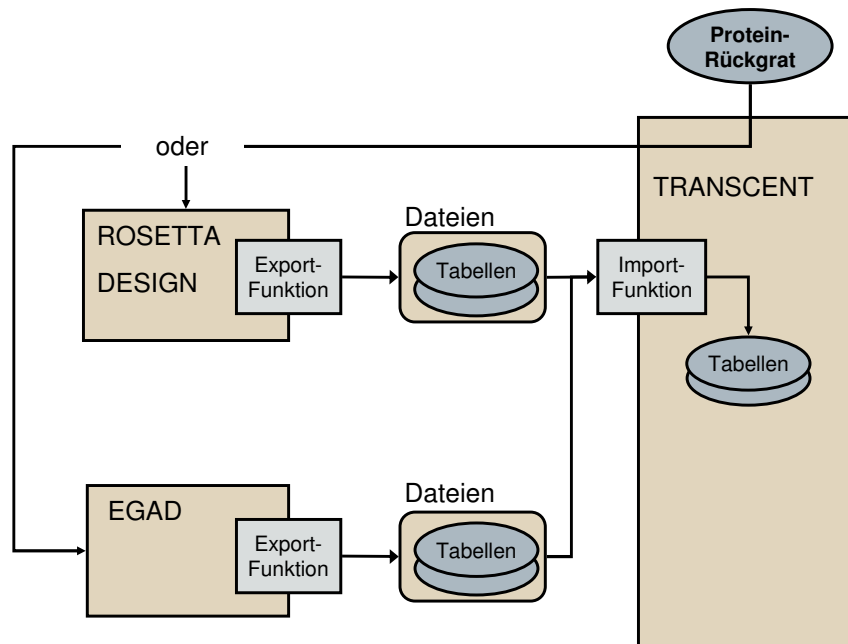 Protein-
Rückgrat
oder
TRANSCENT
ROSETTA
DESIGN
Export-
Funktion
Dateien
Tabellen
Import-
Funktion
Tabellen
EGAD
Export-
Funktion
Dateien
Tabellen